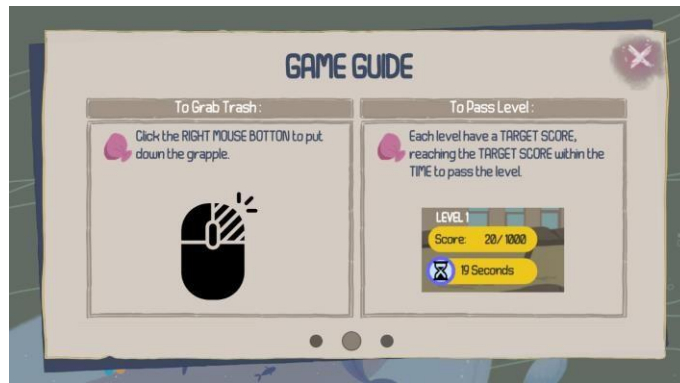 GAME GUIDE
To Grab Trash :
Click the RIGHT MOUSE BOTTON to put
down the grapple.
To Pass Level :
Each level have a TARGET SCORE,
reaching the TARGET SCORE within the
TIME to pass the level.
LEVEL 1
Score: 20/1000
19 Seconds